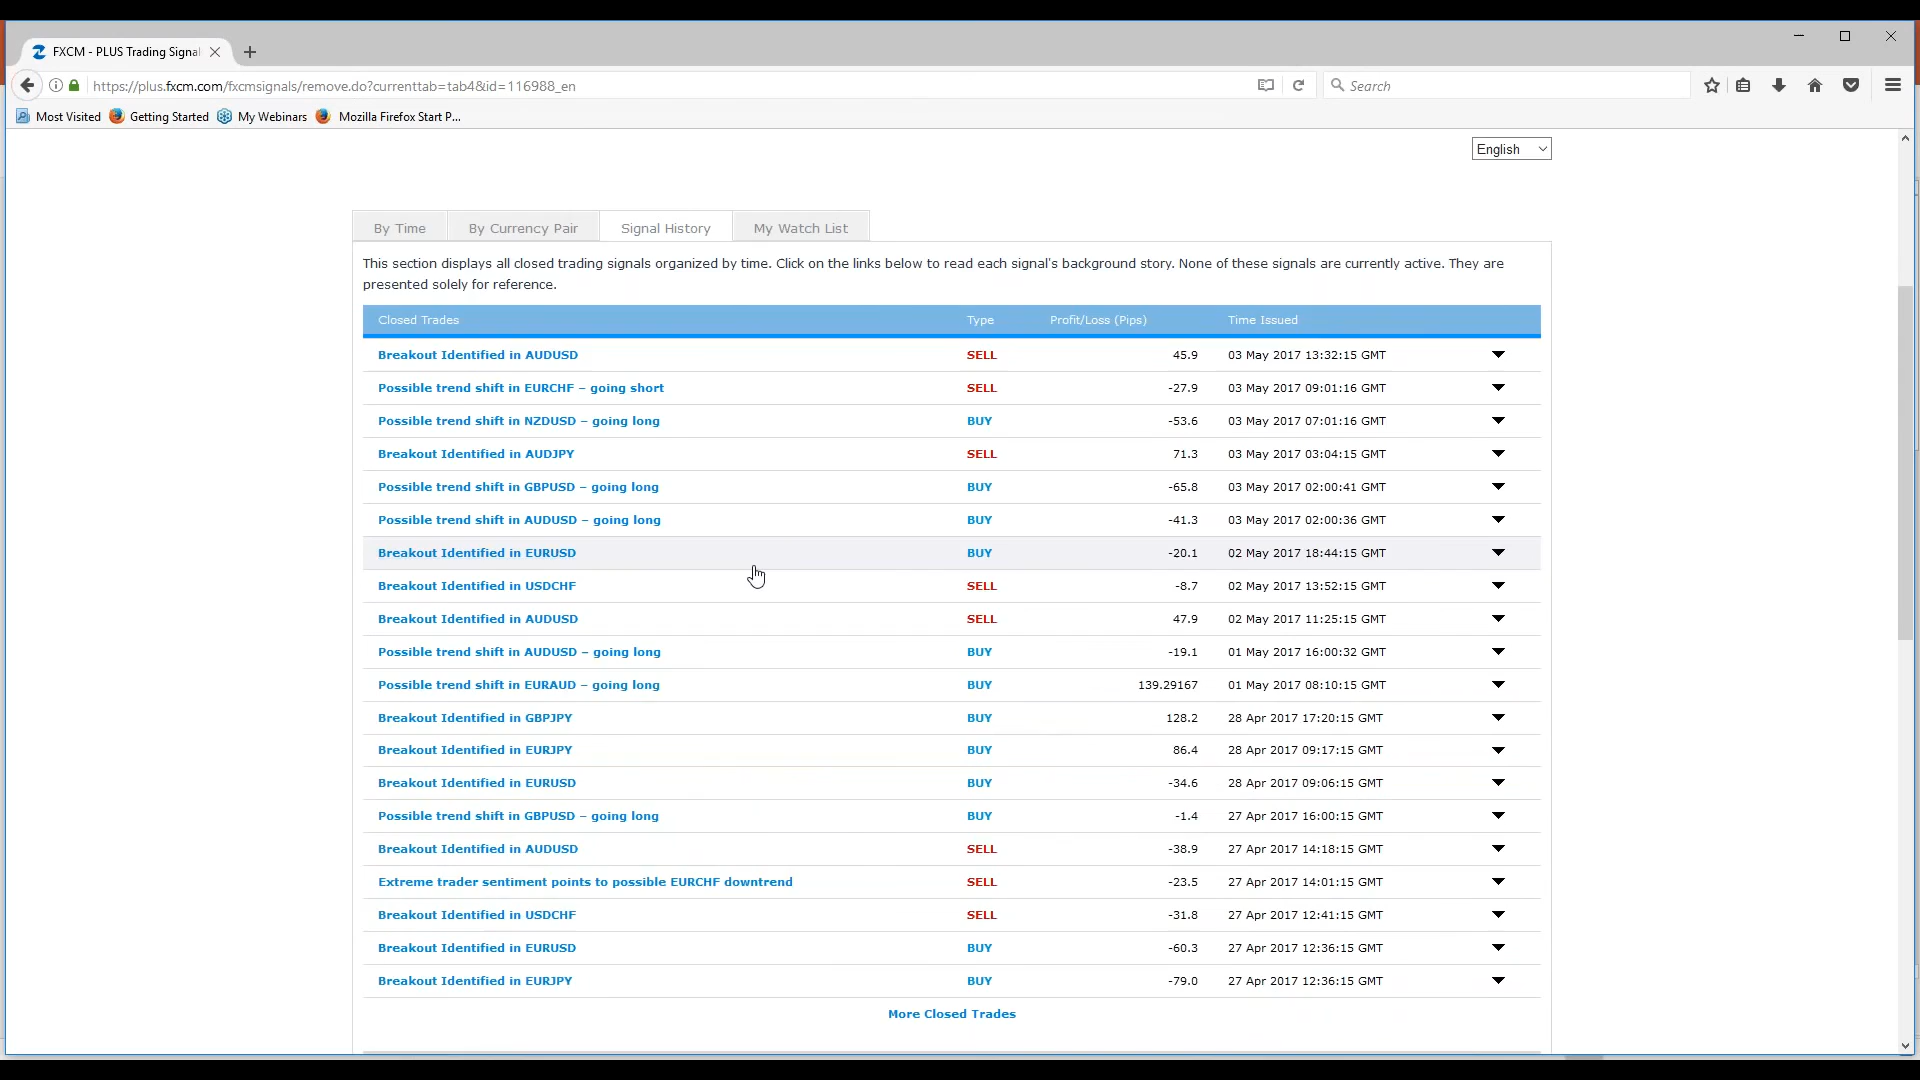 FXCM - PLUS Trading Signal
https://plus.fxcm.com/fxcmsignals/remove.do?currenttab=tab4&id=116988_en
Search
Most Visited Getting Started My Webinars Mozilla Firefox Start P...
English
By Time By Currency Pair Signal History My Watch List
This section displays all closed trading signals organized by time. Click on the links below to read each signal's background story. None of these signals are currently active. They are
presented solely for reference.
Closed Trades Type Profit/Loss (Pips) Time Issued
Breakout Identified in AUDUSD SELL 45.9 03 May 2017 13:32:15 GMT
Possible trend shift in EURCHF – going short SELL -27.9 03 May 2017 09:01:16 GMT
Possible trend shift in NZDUSD – going long BUY -53.6 03 May 2017 07:01:16 GMT
Breakout Identified in AUDJPY SELL 71.3 03 May 2017 03:04:15 GMT
Possible trend shift in GBPUSD – going long BUY -65.8 03 May 2017 02:00:41 GMT
Possible trend shift in AUDUSD – going long BUY -41.3 03 May 2017 02:00:36 GMT
Breakout Identified in EURUSD BUY -20.1 02 May 2017 18:44:15 GMT
Breakout Identified in USDCHF SELL -8.7 02 May 2017 13:52:15 GMT
Breakout Identified in AUDUSD SELL 47.9 02 May 2017 11:25:15 GMT
Possible trend shift in AUDUSD – going long BUY -19.1 01 May 2017 16:00:32 GMT
Possible trend shift in EURAUD – going long BUY 139.29167 01 May 2017 08:10:15 GMT
Breakout Identified in GBPJPY BUY 128.2 28 Apr 2017 17:20:15 GMT
Breakout Identified in EURJPY BUY 86.4 28 Apr 2017 09:17:15 GMT
Breakout Identified in EURUSD BUY -34.6 28 Apr 2017 09:06:15 GMT
Possible trend shift in GBPUSD – going long BUY -1.4 27 Apr 2017 16:00:15 GMT
Breakout Identified in AUDUSD SELL -38.9 27 Apr 2017 14:18:15 GMT
Extreme trader sentiment points to possible EURCHF downtrend SELL -23.5 27 Apr 2017 14:01:15 GMT
Breakout Identified in USDCHF SELL -31.8 27 Apr 2017 12:41:15 GMT
Breakout Identified in EURUSD BUY -60.3 27 Apr 2017 12:36:15 GMT
Breakout Identified in EURJPY BUY -79.0 27 Apr 2017 12:36:15 GMT
More Closed Trades